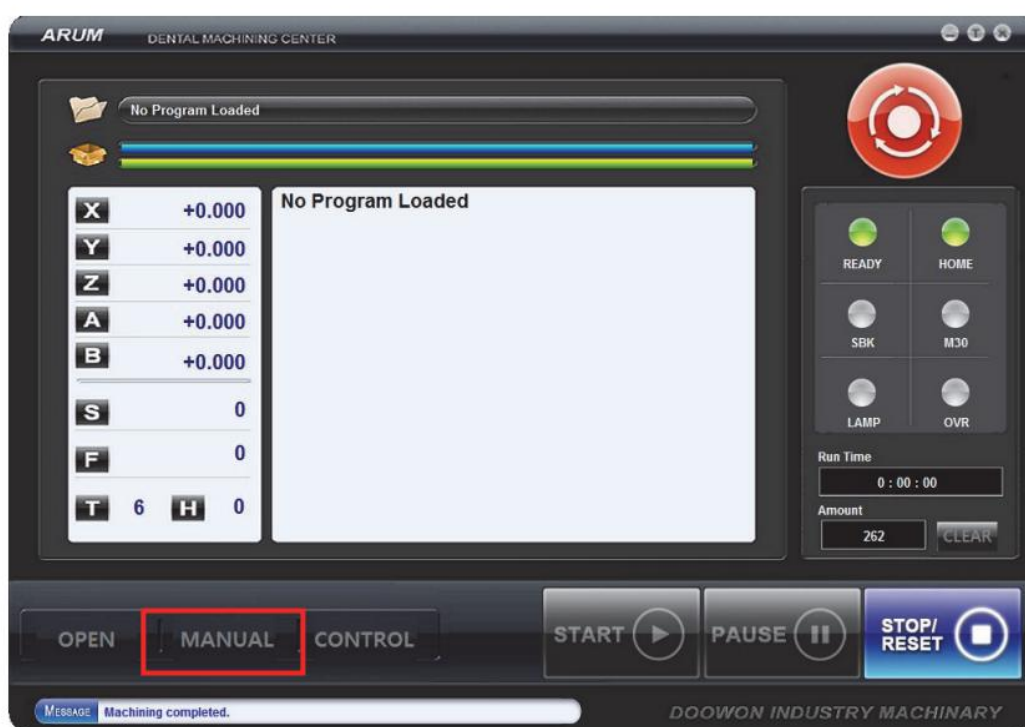 ARUM DENTAL MACHINING CENTER
No Program Loaded
X +0.000
Y +0.000
Z +0.000
A +0.000
B +0.000
S 0
F 0
T 6 H 0
No Program Loaded
READY HOME
SBK M30
LAMP OVR
Run Time
0 : 00 : 00
Amount
262 CLEAR
OPEN MANUAL CONTROL
START PAUSE STOP/
RESET
MESSAGE Machining completed.
DOOWON INDUSTRY MACHINARY